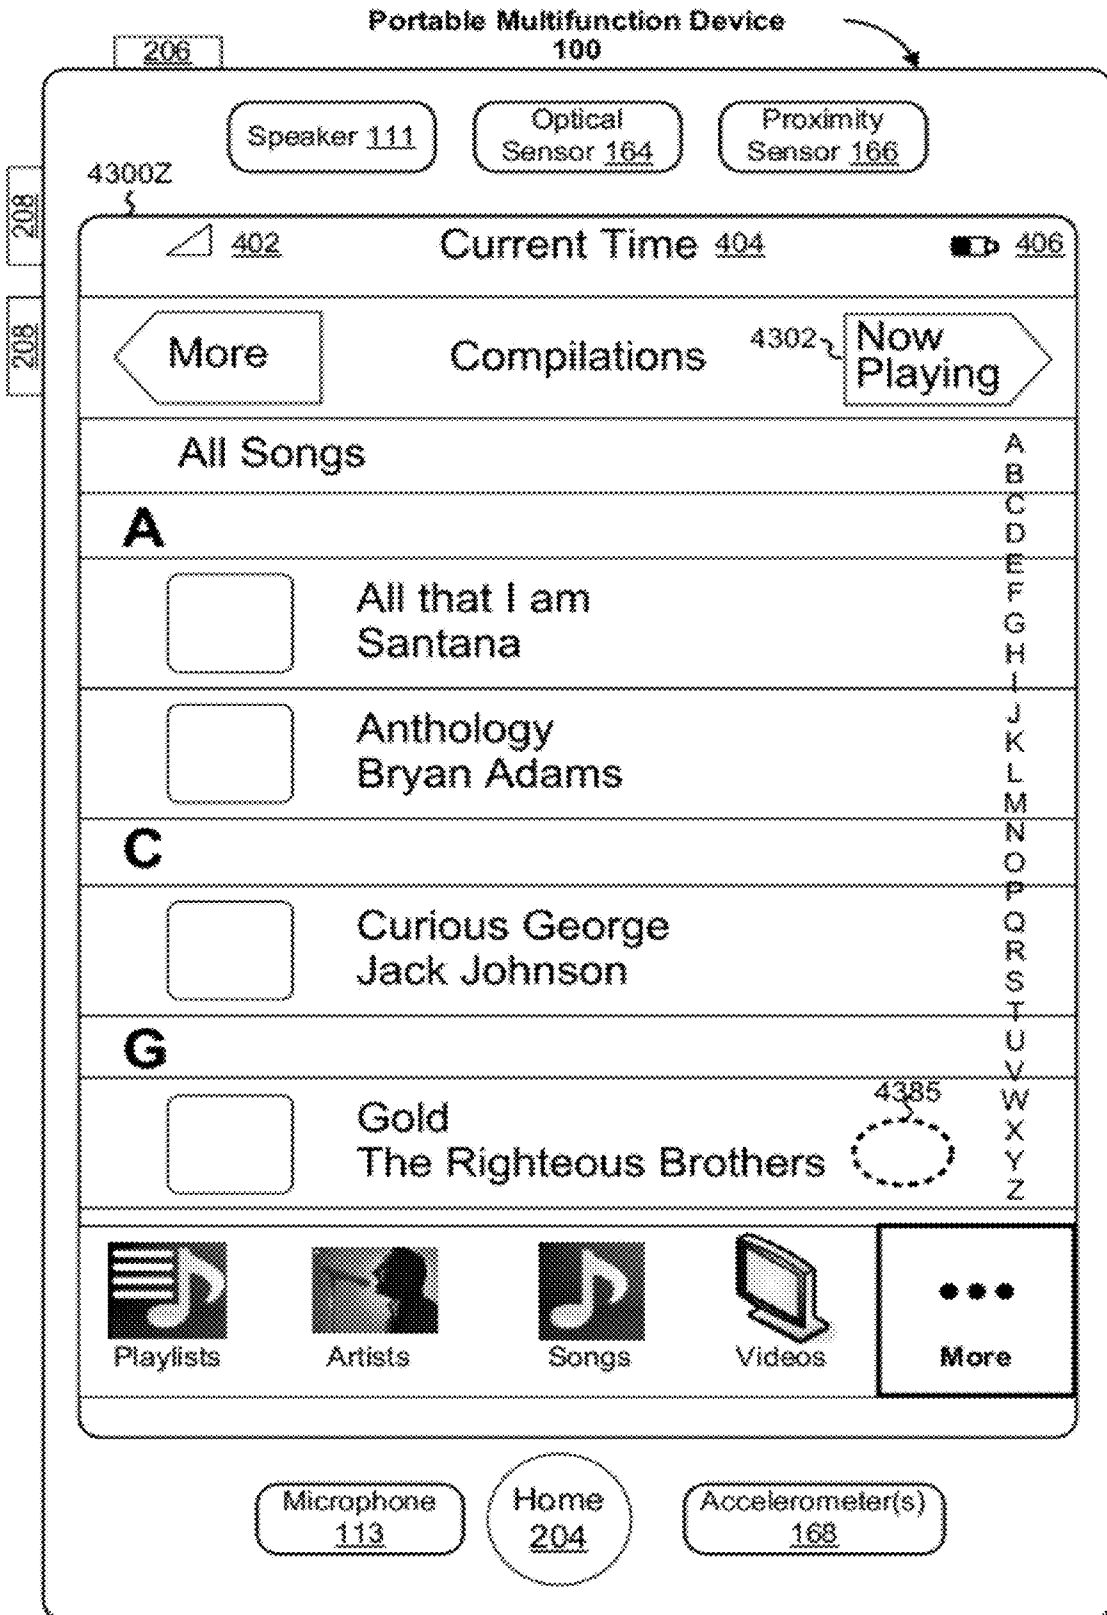 Portable Multifunction Device
100
206
Speaker 111
Optical
Sensor 164
Proximity
Sensor 166
4300Z
208
208
402
Current Time 404
406
More
Compilations
4302
Now
Playing
All Songs
A
All that I am
Santana
Anthology
Bryan Adams
C
Curious George
Jack Johnson
G
Gold
The Righteous Brothers
4385
A
B
C
D
E
F
G
H
I
J
K
L
M
N
O
P
Q
R
S
T
U
V
W
X
Y
Z
Playlists
Artists
Songs
Videos
More
Microphone
113
Home
204
Accelerometer(s)
168